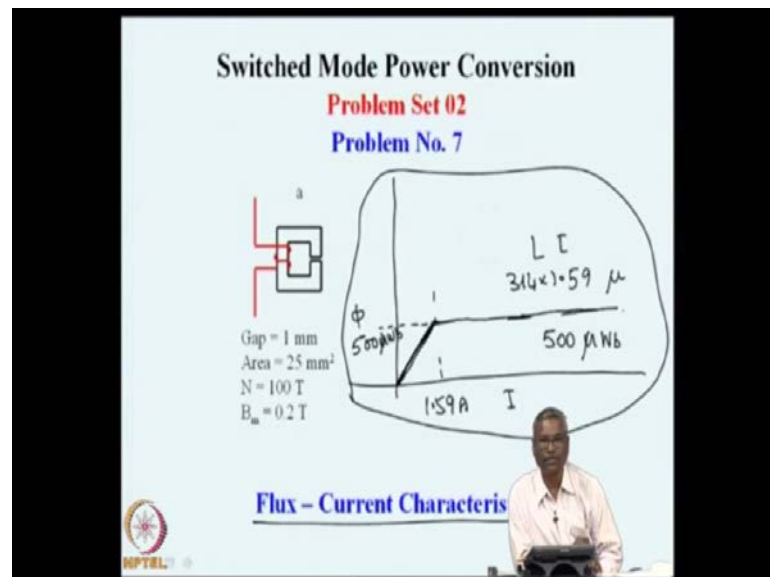 Switched Mode Power Conversion
Problem Set 02
Problem No. 7
a
L I
314×1.59 μ
Φ
500μWb
500 μWb
Gap = 1 mm
Area = 25 mm²
N = 100 T
Bm = 0.2 T
1.59A I
Flux – Current Characteris
NPTEL